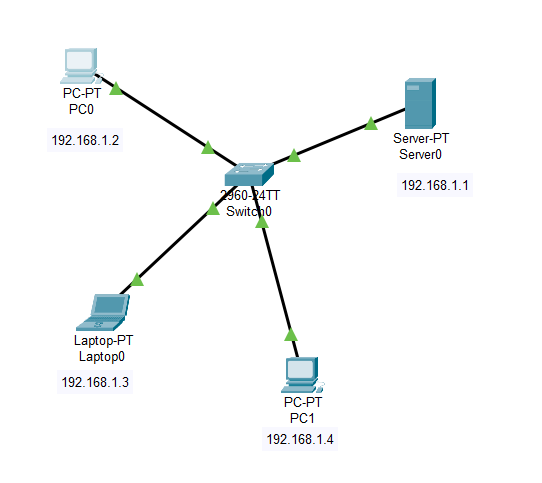 PC-PT
PC0
192.168.1.2
Server-PT
Server0
192.168.1.1
2960-24TT
Switch0
Laptop-PT
Laptop0
192.168.1.3
PC-PT
PC1
192.168.1.4